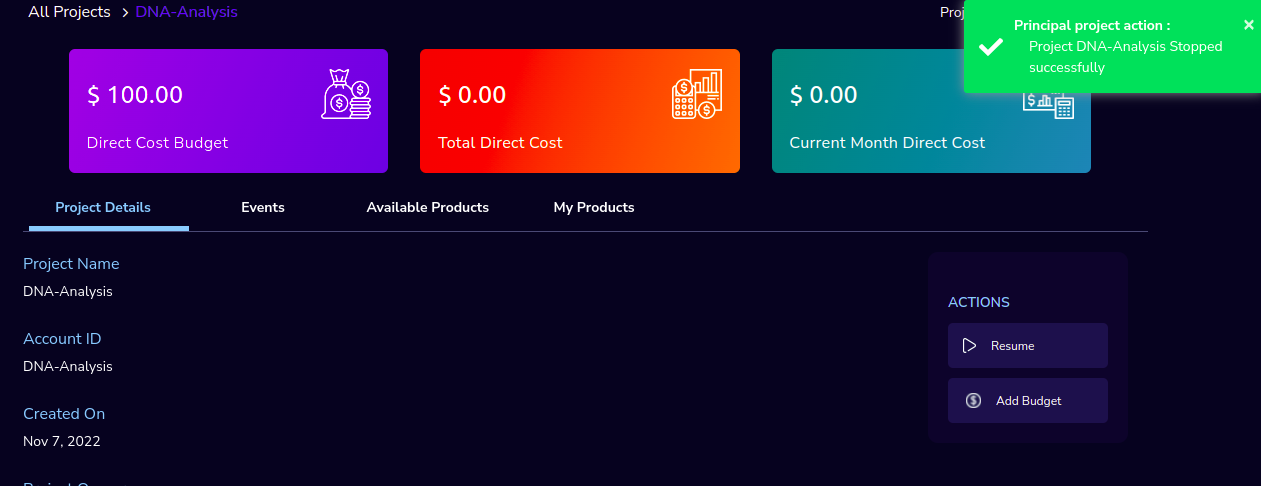 All Projects > DNA-Analysis
Principal project action :
Project DNA-Analysis Stopped
successfully
×
$ 100.00
Direct Cost Budget
$ 0.00
Total Direct Cost
$ 0.00
Current Month Direct Cost
Project Details
Events
Available Products
My Products
Project Name
DNA-Analysis
Account ID
DNA-Analysis
Created On
Nov 7, 2022
ACTIONS
Resume
Add Budget